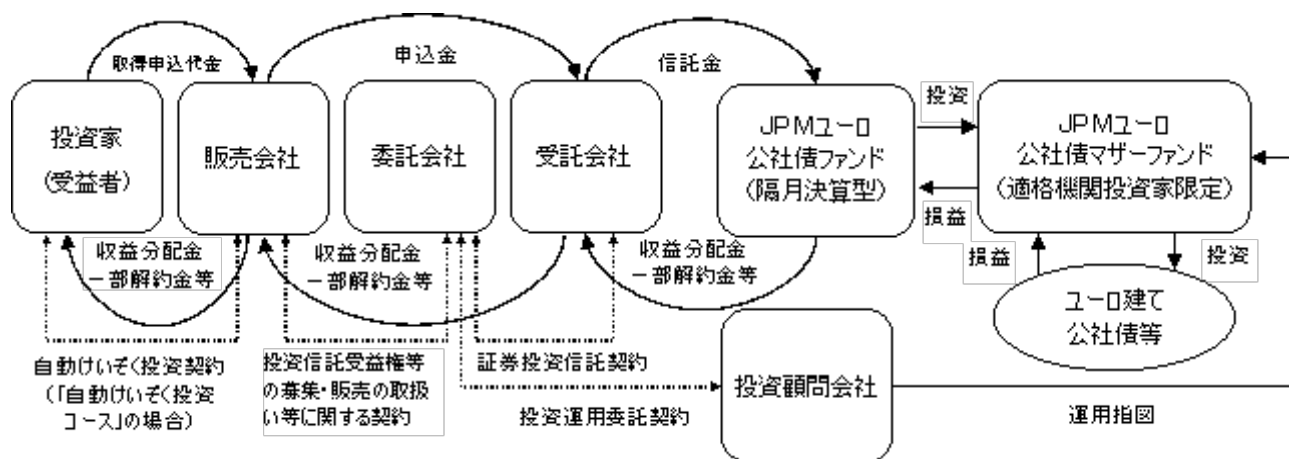 取得申込代金
申込金
信託金
投資家
(受益者)
販売会社
委託会社
受託会社
JPMユーロ
公社債ファンド
(隔月決算型)
投資
損益
JPMユーロ
公社債マザーファンド
(適格機関投資家限定)
収益分配金
一部解約金等
収益分配金
一部解約金等
収益分配金
一部解約金等
損益
投資
ユーロ建て
公社債等
自動けいぞく投資契約
(「自動けいぞく投資
コース」の場合)
投資信託受益権等
の募集・販売の取扱
い等に関する契約
証券投資信託契約
投資運用委託契約
投資顧問会社
運用指図